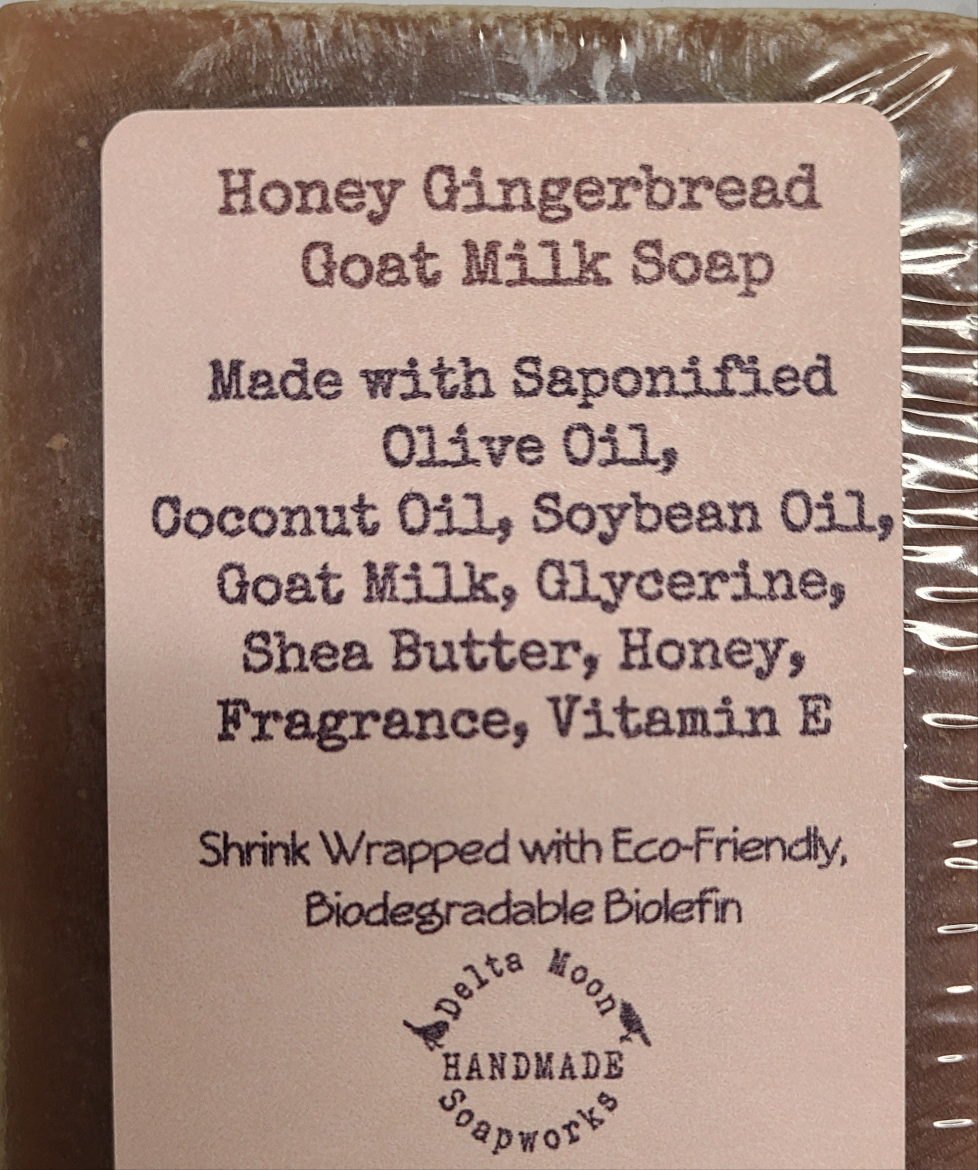 Honey Gingerbread
Goat Milk Soap
Made with Saponified
Olive Oil,
Coconut Oil, Soybean Oil,
Goat Milk, Glycerine,
Shea Butter, Honey,
Fragrance, Vitamin E
Shrink Wrapped with Eco-Friendly,
Biodegradable Biolefin
Delta Moon
HANDMADE
Soapworks